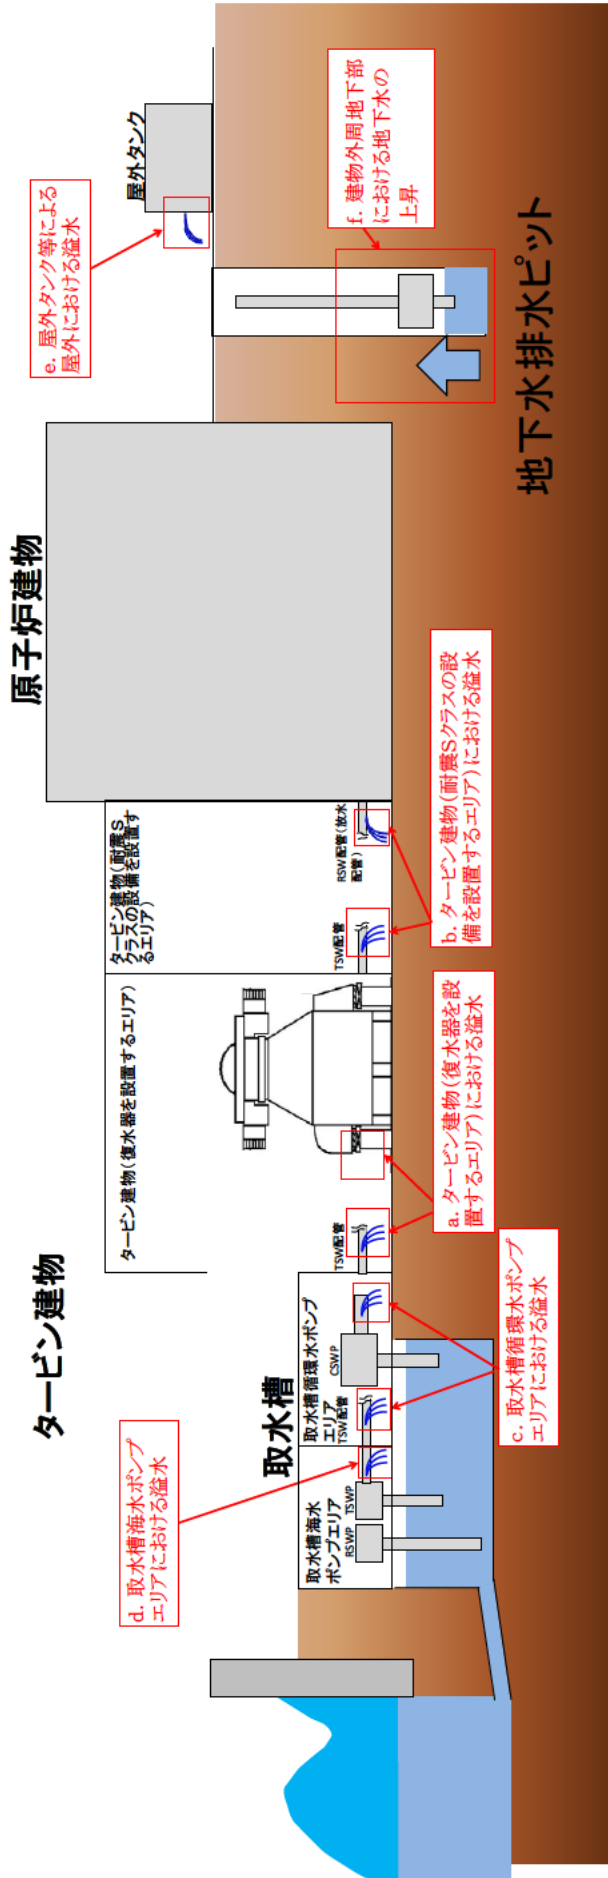 タービン建物
原子炉建物
取水槽
地下水排水ピット
屋外タンク
d. 取水槽海水ポンプ
エリアにおける溢水
取水槽海水
ポンプエリア
RSWP
TSWP
取水槽循環水ポンプ
エリア
TSW配管
CSWP
c. 取水槽循環水ポンプ
エリアにおける溢水
タービン建物(復水器を設置するエリア)
TSW配管
a. タービン建物(復水器を設
置するエリア)における溢水
タービン建物(耐震S
クラスの設備を設置す
るエリア)
TSW配管
RSW配管(放水
配管)
b. タービン建物(耐震Sクラスの設
備を設置するエリア)における溢水
e. 屋外タンク等による
屋外における溢水
f. 建物外周地下部
における地下水の
上昇